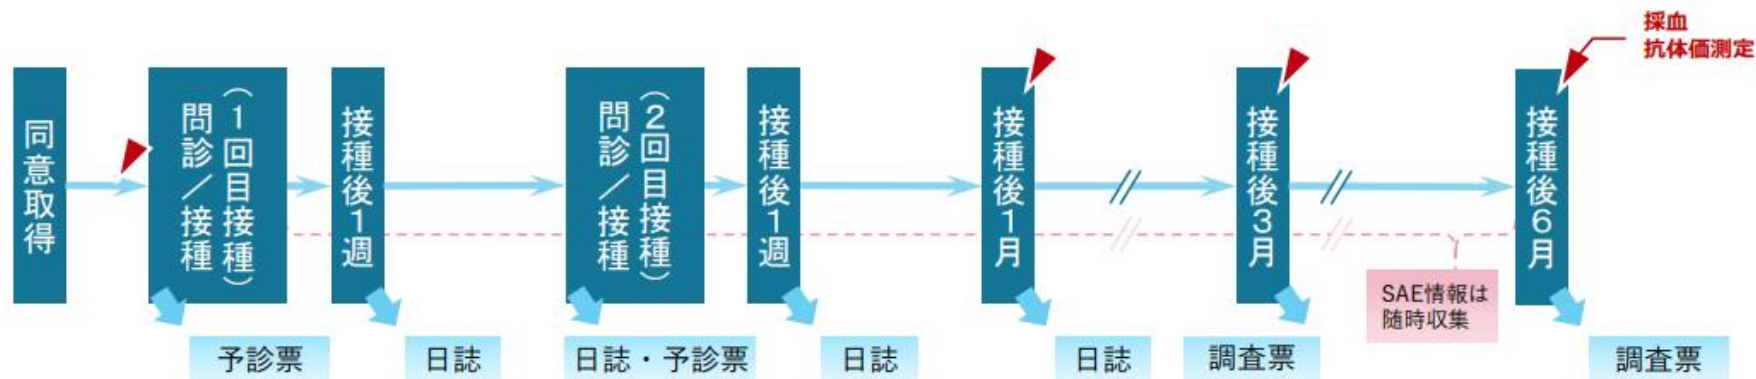 採血
抗体価測定
同意取得
（1回目接種）
問診／接種
接種後1週
（2回目接種）
問診／接種
接種後1週
接種後1月
接種後3月
接種後6月
SAE情報は
随時収集
予診票
日誌
日誌・予診票
日誌
日誌
調査票
調査票